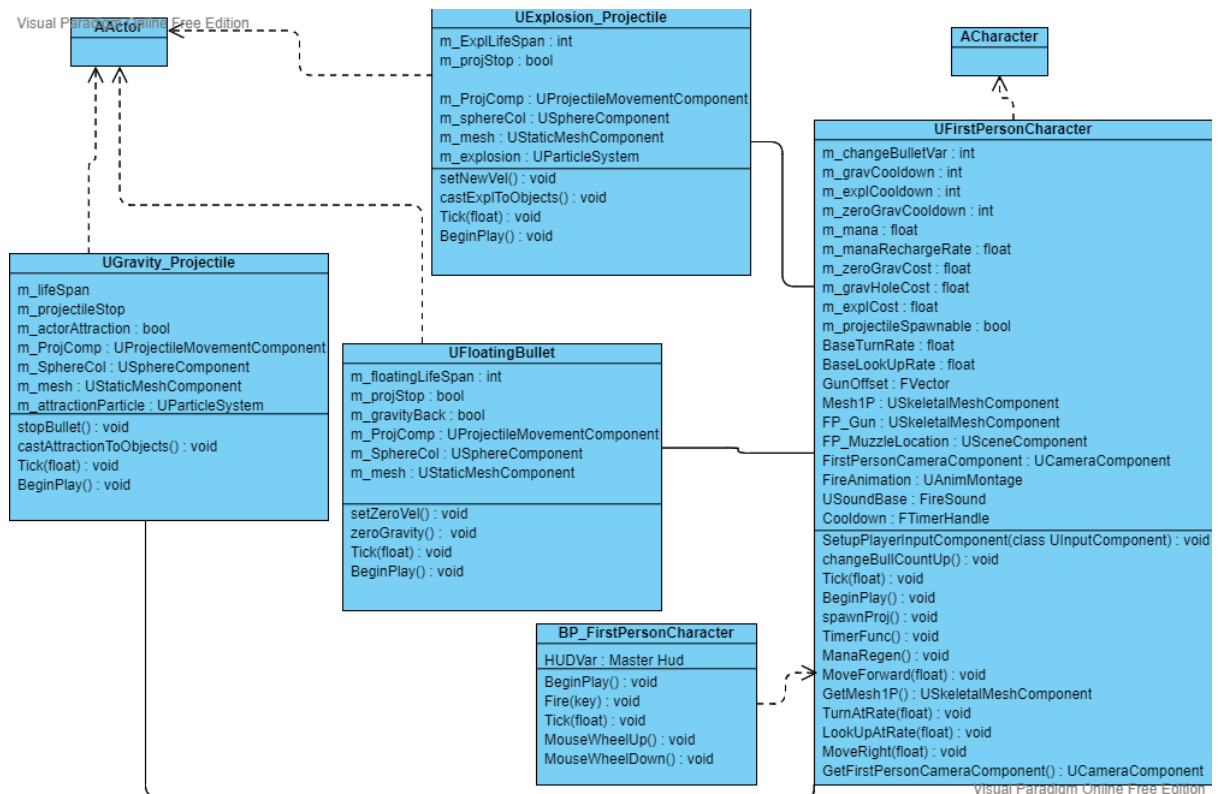 Visual Paradigm Online Free Edition
AActor
UExplosion_Projectile
m_ExplLifeSpan : int
m_projStop : bool
m_ProjComp : UProjectileMovementComponent
m_sphereCol : USphereComponent
m_mesh : UStaticMeshComponent
m_explosion : UParticleSystem
setNewVel() : void
castExplToObjects() : void
Tick(float) : void
BeginPlay() : void
ACharacter
UFirstPersonCharacter
m_changeBulletVar : int
m_gravCooldown : int
m_explCooldown : int
m_zeroGravCooldown : int
m_mana : float
m_manaRechargeRate : float
m_zeroGravCost : float
m_gravHoleCost : float
m_explCost : float
m_projectileSpawnable : bool
BaseTurnRate : float
BaseLookUpRate : float
GunOffset : FVector
Mesh1P : USkeletalMeshComponent
FP_Gun : USkeletalMeshComponent
FP_MuzzleLocation : USceneComponent
FirstPersonCameraComponent : UCameraComponent
FireAnimation : UAnimMontage
USoundBase : FireSound
Cooldown : FTimerHandle
SetupPlayerInputComponent(class UInputComponent) : void
changeBullCountUp() : void
Tick(float) : void
BeginPlay() : void
spawnProj() : void
TimerFunc() : void
ManaRegen() : void
MoveForward(float) : void
GetMesh1P() : USkeletalMeshComponent
TurnAtRate(float) : void
LookUpAtRate(float) : void
MoveRight(float) : void
GetFirstPersonCameraComponent() : UCameraComponent
UGravity_Projectile
m_lifeSpan
m_projectileStop
m_actorAttraction : bool
m_ProjComp : UProjectileMovementComponent
m_SphereCol : USphereComponent
m_mesh : UStaticMeshComponent
m_attractionParticle : UParticleSystem
stopBullet() : void
castAttractionToObjects() : void
Tick(float) : void
BeginPlay() : void
UFloatingBullet
m_floatingLifeSpan : int
m_projStop : bool
m_gravityBack : bool
m_ProjComp : UProjectileMovementComponent
m_SphereCol : USphereComponent
m_mesh : UStaticMeshComponent
setZeroVel() : void
zeroGravity() : void
Tick(float) : void
BeginPlay() : void
BP_FirstPersonCharacter
HUDVar : Master Hud
BeginPlay() : void
Fire(key) : void
Tick(float) : void
MouseWheelUp() : void
MouseWheelDown() : void
Visual Paradigm Online Free Edition